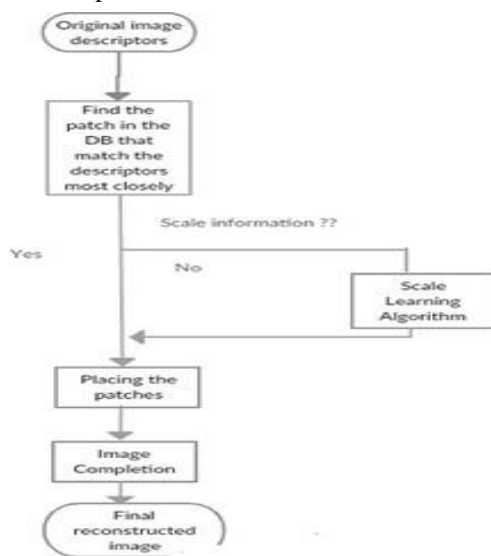 Original image
descriptors
Find the
patch in the
DB that
match the
descriptors
most closely
Scale information ??
Yes
No
Scale
Learning
Algorithm
Placing the
patches
Image
Completion
Final
reconstructed
image